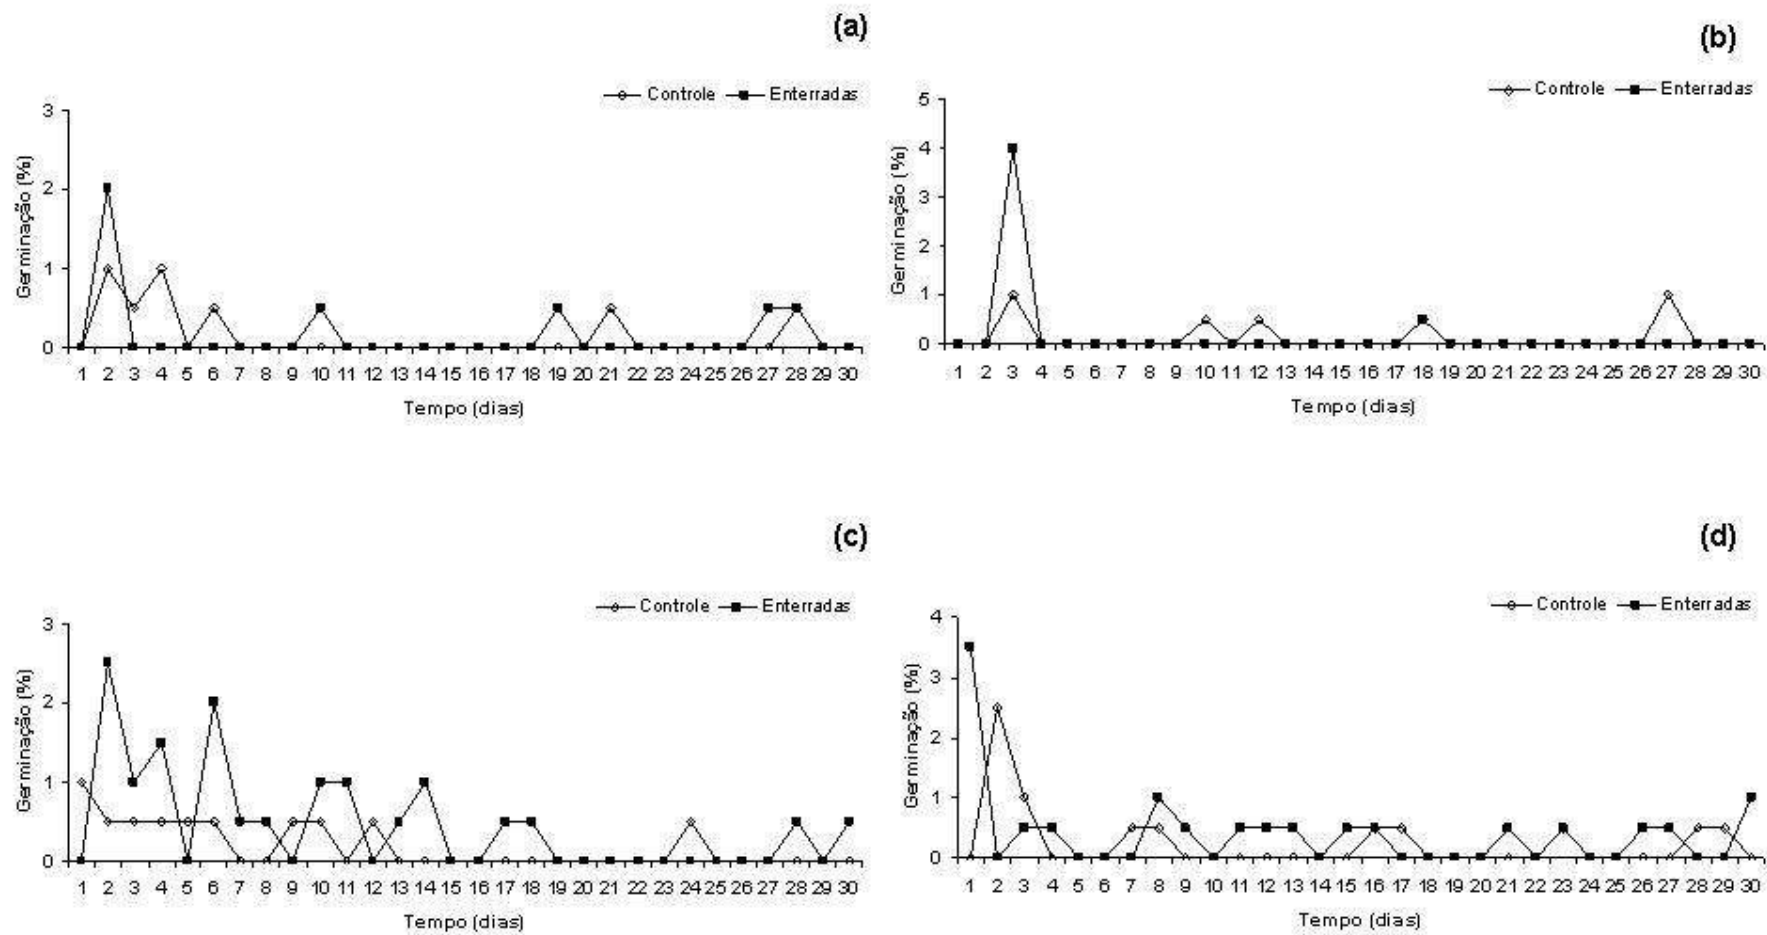 (a)
Controle Enterradas
3
2
1
0
Germinação (%)
1 2 3 4 5 6 7 8 9 10 11 12 13 14 15 16 17 18 19 20 21 22 23 24 25 26 27 28 29 30
Tempo (dias)
(b)
Controle Enterradas
5
4
3
2
1
0
Germinação (%)
1 2 3 4 5 6 7 8 9 10 11 12 13 14 15 16 17 18 19 20 21 22 23 24 25 26 27 28 29 30
Tempo (dias)
(c)
Controle Enterradas
3
2
1
0
Germinação (%)
1 2 3 4 5 6 7 8 9 10 11 12 13 14 15 16 17 18 19 20 21 22 23 24 25 26 27 28 29 30
Tempo (dias)
(d)
Controle Enterradas
4
3
2
1
0
Germinação (%)
1 2 3 4 5 6 7 8 9 10 11 12 13 14 15 16 17 18 19 20 21 22 23 24 25 26 27 28 29 30
Tempo (dias)